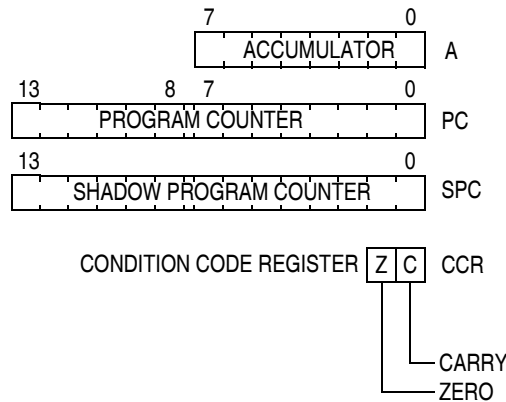 7 0
ACCUMULATOR A
13 8 7 0
PROGRAM COUNTER PC
13 0
SHADOW PROGRAM COUNTER SPC
CONDITION CODE REGISTER Z C CCR
CARRY
ZERO